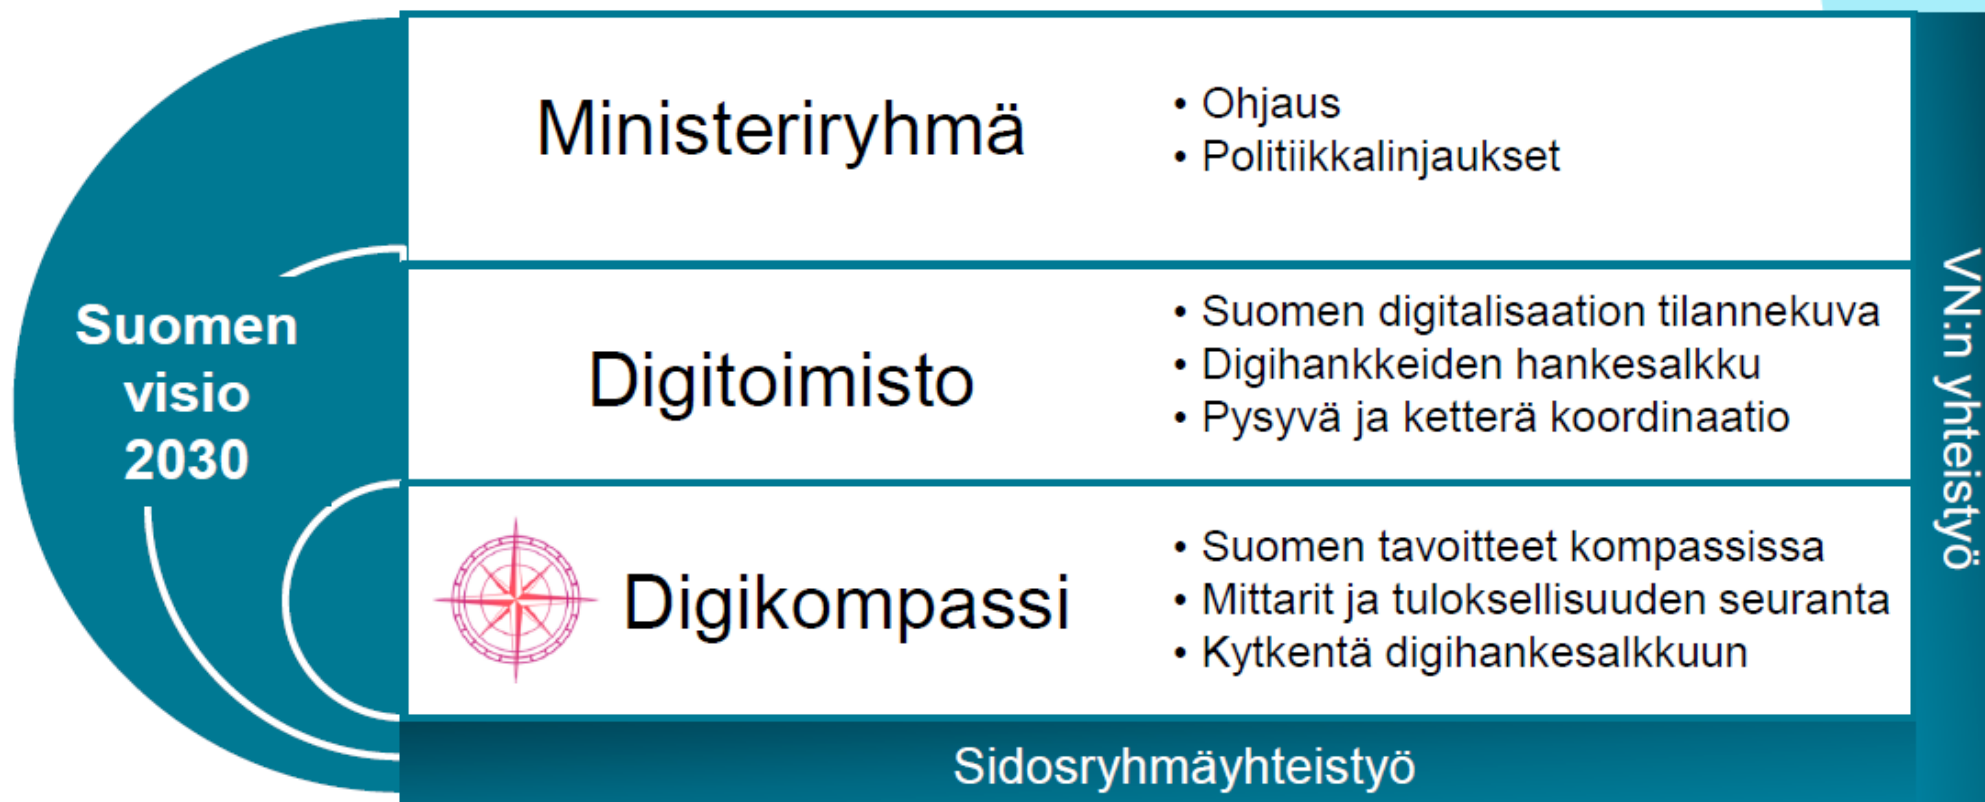 Suomen
visio
2030
Ministeriryhmä
• Ohjaus
• Politiikkalinjaukset
Digitoimisto
• Suomen digitalisaation tilannekuva
• Digihankkeiden hankesalkku
• Pysyvä ja ketterä koordinaatio
Digikompassi
• Suomen tavoitteet kompassissa
• Mittarit ja tuloksellisuuden seuranta
• Kytkentä digihankesalkkuun
Sidosryhmäyhteistyö
VN:n yhteistyö